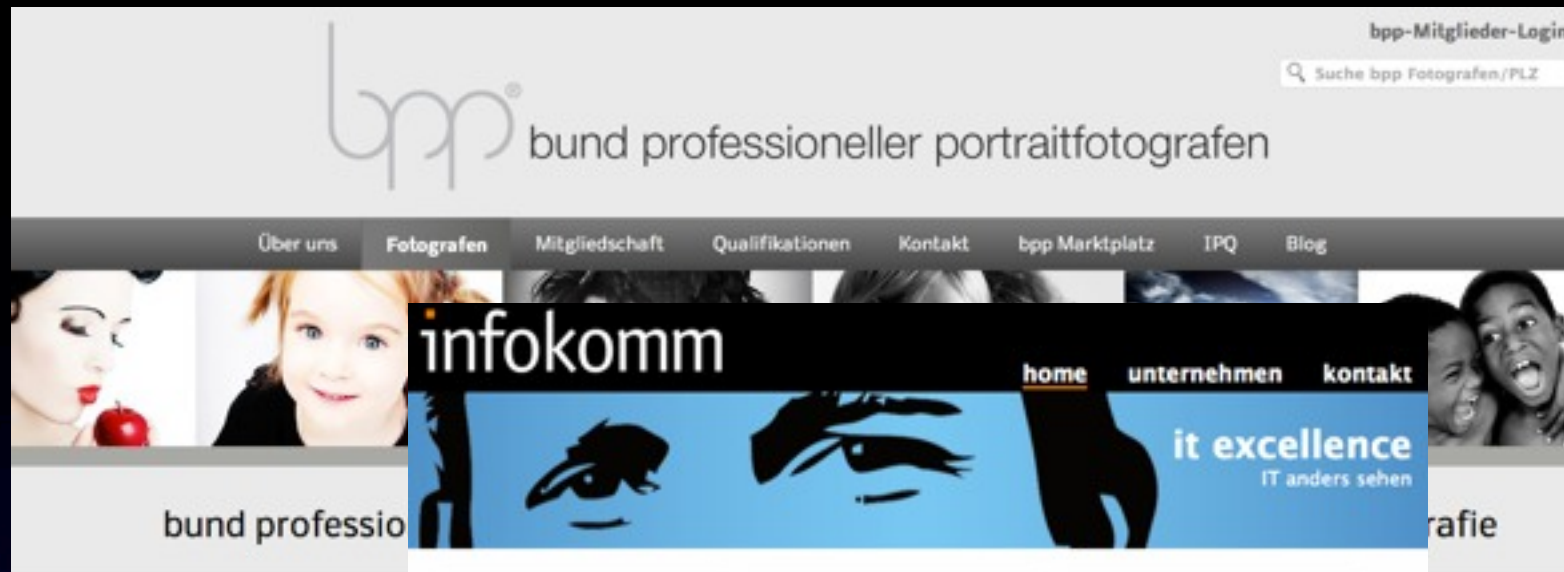 bpp-Mitglieder-Login
Suche bpp Fotografen/PLZ
bpp® bund professioneller portraitfotografen
Über uns Fotografen Mitgliedschaft Qualifikationen Kontakt bpp Marktplatz IPQ Blog
infokomm
home unternehmen kontakt
it excellence
IT anders sehen
bund professio rafie